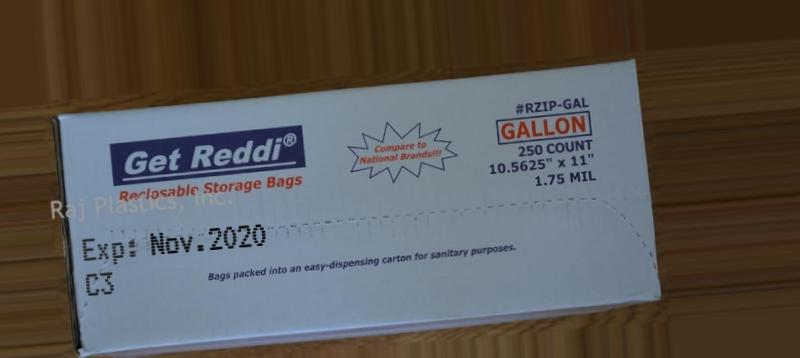 #RZIP-GAL
GALLON
250 COUNT
10.5625" x 11"
1.75 MIL
Get Reddi®
Reclosable Storage Bags
Compare to
National Brands!!!
Raj Plastics, Inc.
Exp: Nov.2020
C3
Bags packed into an easy-dispensing carton for sanitary purposes.